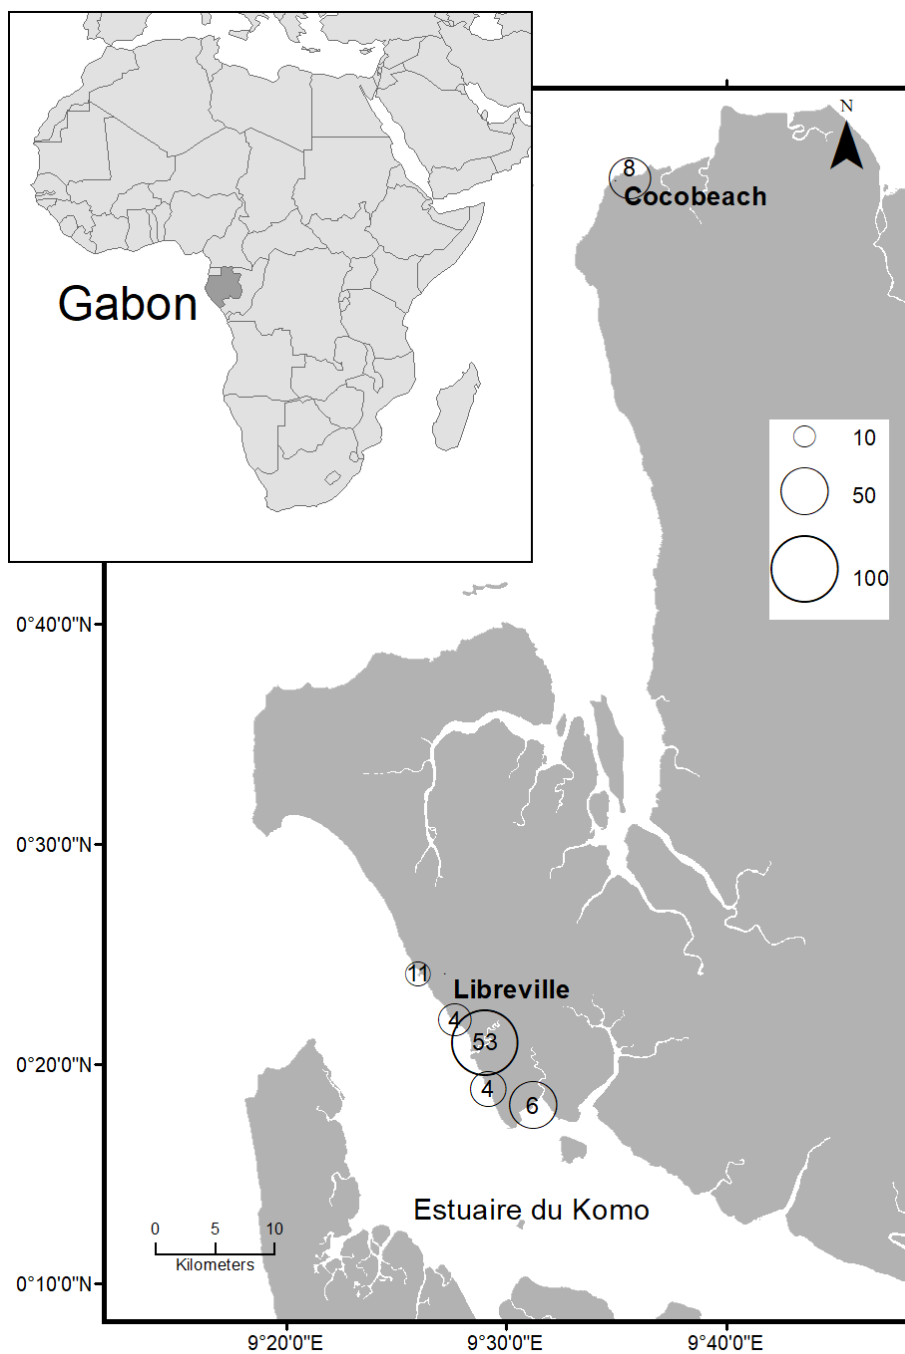 Gabon
N
8
Cocobeach
10
50
100
0°40'0"N
0°30'0"N
11
Libreville
4
53
0°20'0"N
4
6
Estuaire du Komo
0 5 10
Kilometers
0°10'0"N
9°20'0"E 9°30'0"E 9°40'0"E